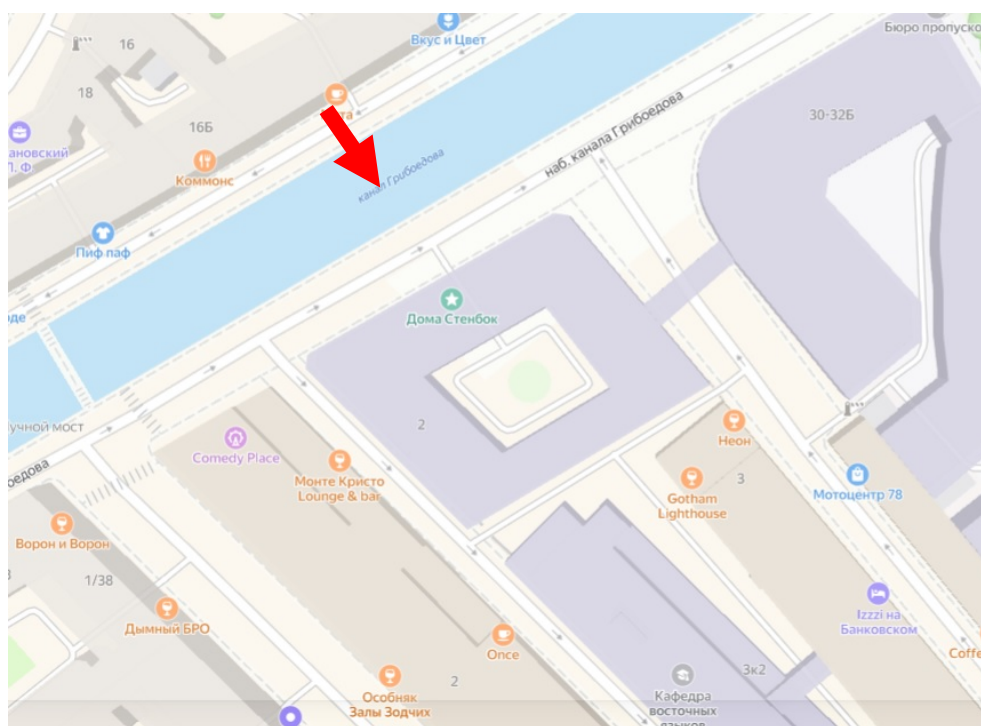 Бюро пропуско
Вкус и Цвет
16
18
16Б
30-32Б
наб. канала Грибоедова
канал Грибоедова
ановский
П. Ф
Коммонс
Пиф паф
Дома Стенбок
2
учной мост
Comedy Place
Монте Кристо
Lounge & bar
Неон
3
Gotham
Lighthouse
Мотоцентр 78
Ворон и Ворон
1/38
Дымный БРО
Once
2
Особняк
Залы Зодчих
3к2
Кафедра
восточных
языков
Izzzi на
Банковском
Coffe